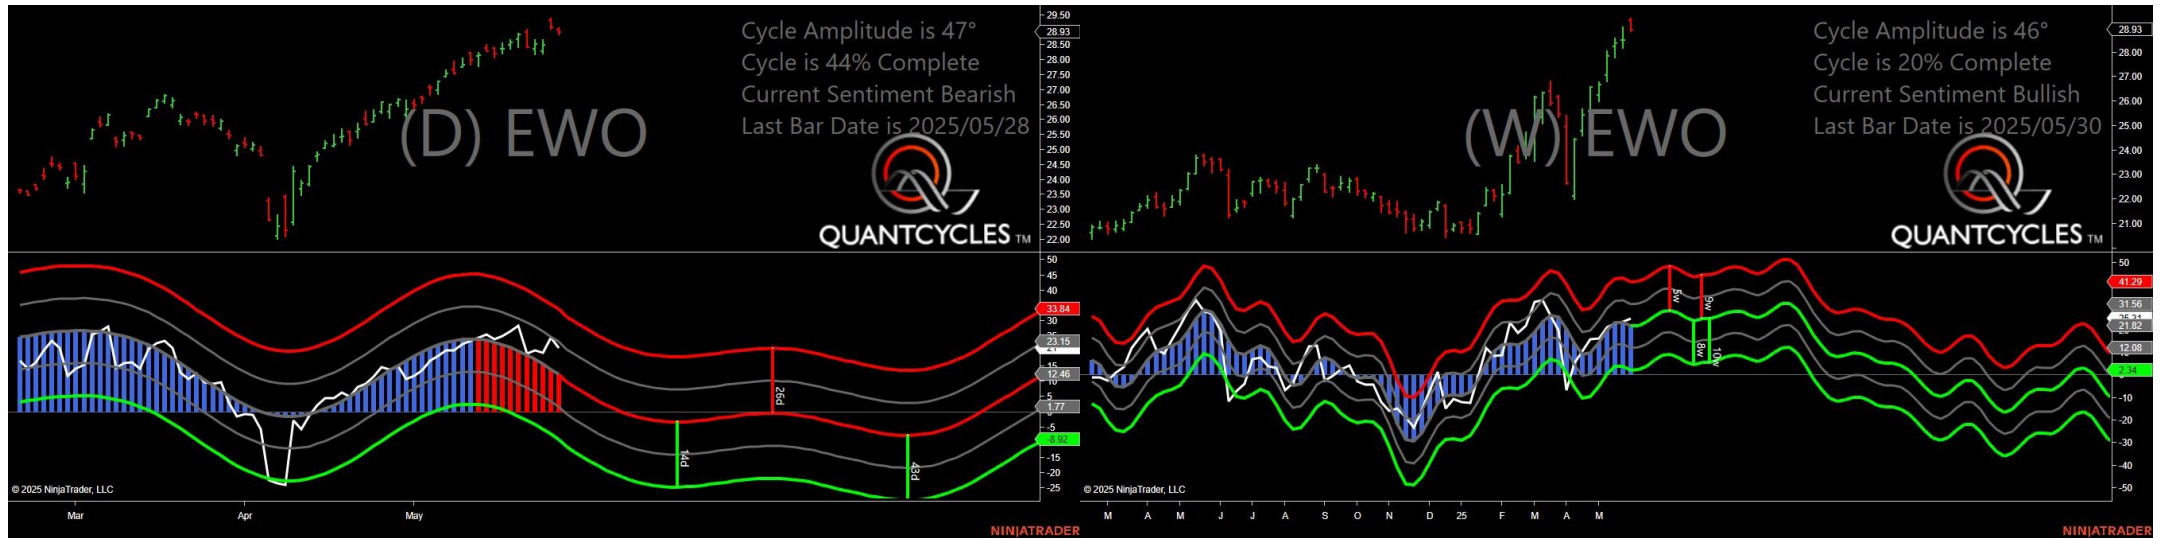 Cycle Amplitude is 47°
Cycle is 44% Complete
Current Sentiment Bearish
Last Bar Date is 2025/05/28
(D) EWO
QUANTCYCLES TM
29.50
28.93
28.50
28.00
27.50
27.00
26.50
26.00
25.50
25.00
24.50
24.00
23.50
23.00
22.50
22.00
50
45
40
33.84
30
23.15
15
12.46
10
5
1.77
-5
-8.92
-15
-20
-25
26d
14d
43d
© 2025 NinjaTrader, LLC
Mar Apr May
NINJATRADER
Cycle Amplitude is 46°
Cycle is 20% Complete
Current Sentiment Bullish
Last Bar Date is 2025/05/30
(W) EWO
QUANTCYCLES TM
28.93
28.00
27.00
26.00
25.00
24.00
23.00
22.00
21.00
50
41.29
31.56
21.82
12.08
2.34
-10
-20
-30
-40
-50
5w
9w
8w
10w
© 2025 NinjaTrader, LLC
M A M J J A S O N D 25 F M A M
NINJATRADER